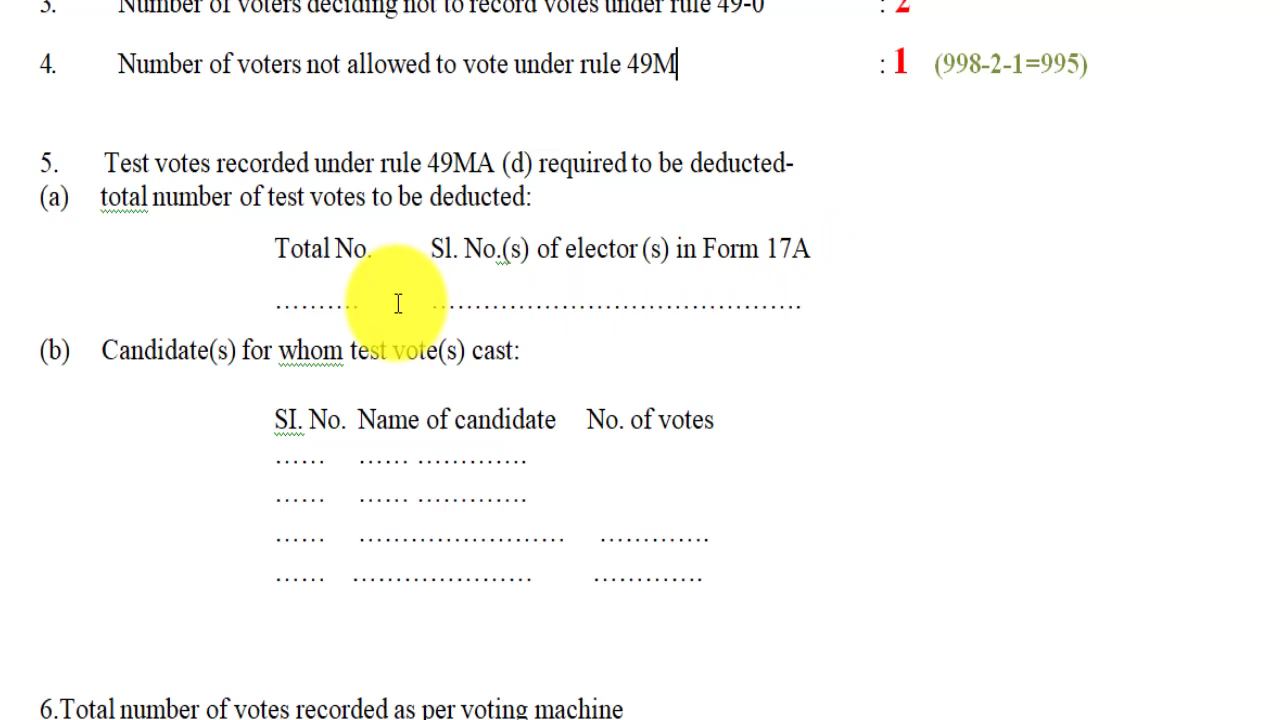 3. Number of voters deciding not to record votes under rule 49-0 : 2
4. Number of voters not allowed to vote under rule 49M : 1 (998-2-1=995)
5. Test votes recorded under rule 49MA (d) required to be deducted-
(a) total number of test votes to be deducted:
Total No. Sl. No.(s) of elector (s) in Form 17A
.......... ..........................................
(b) Candidate(s) for whom test vote(s) cast:
SI. No. Name of candidate No. of votes
...... ...... .............
...... ...... .............
...... ........................ .............
...... ..................... .............
6.Total number of votes recorded as per voting machine